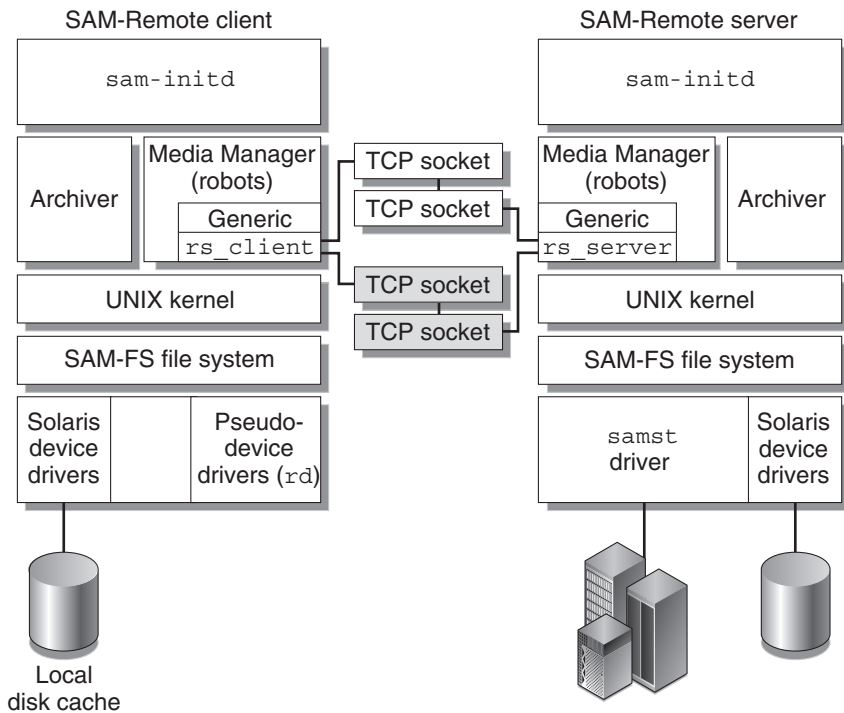 SAM-Remote client
SAM-Remote server
sam-initd
sam-initd
Archiver
Media Manager
(robots)
Generic
rs_client
TCP socket
TCP socket
TCP socket
TCP socket
Media Manager
(robots)
Generic
rs_server
Archiver
UNIX kernel
UNIX kernel
SAM-FS file system
SAM-FS file system
Solaris
device
drivers
Pseudo-
device
drivers (rd)
samst
driver
Solaris
device
drivers
Local
disk cache